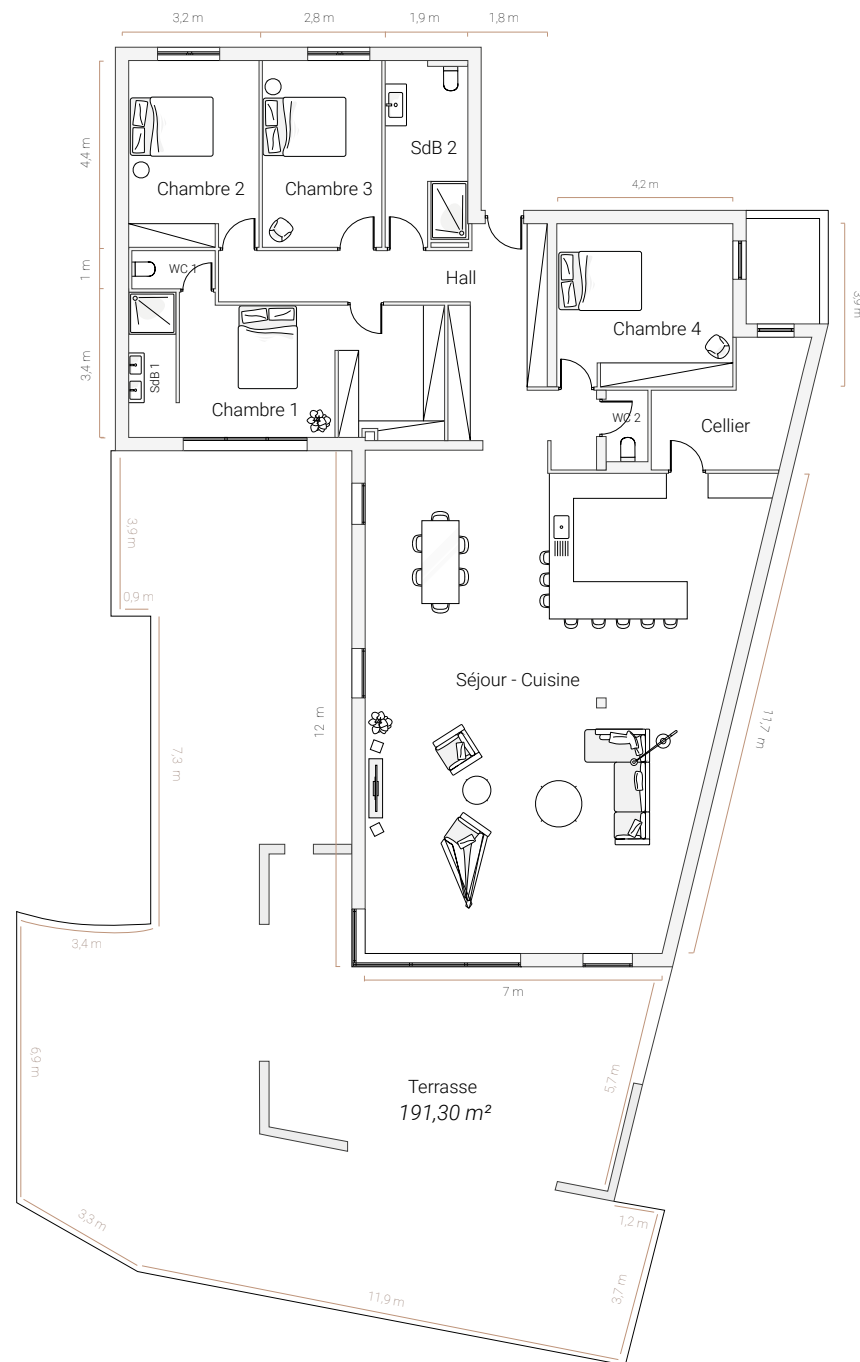 3,2 m
2,8 m
1,9 m
1,8 m
4,4 m
SdB 2
Chambre 2
Chambre 3
4,2 m
1 m
WC 1
Hall
3,9 m
Chambre 4
3,4 m
SdB 1
Chambre 1
WC 2
Cellier
3,9 m
0,9 m
Séjour - Cuisine
12 m
11,7 m
7,3 m
3,4 m
7 m
6,9 m
5,7 m
Terrasse
191,30 m²
3,3 m
1,2 m
11,9 m
3,7 m